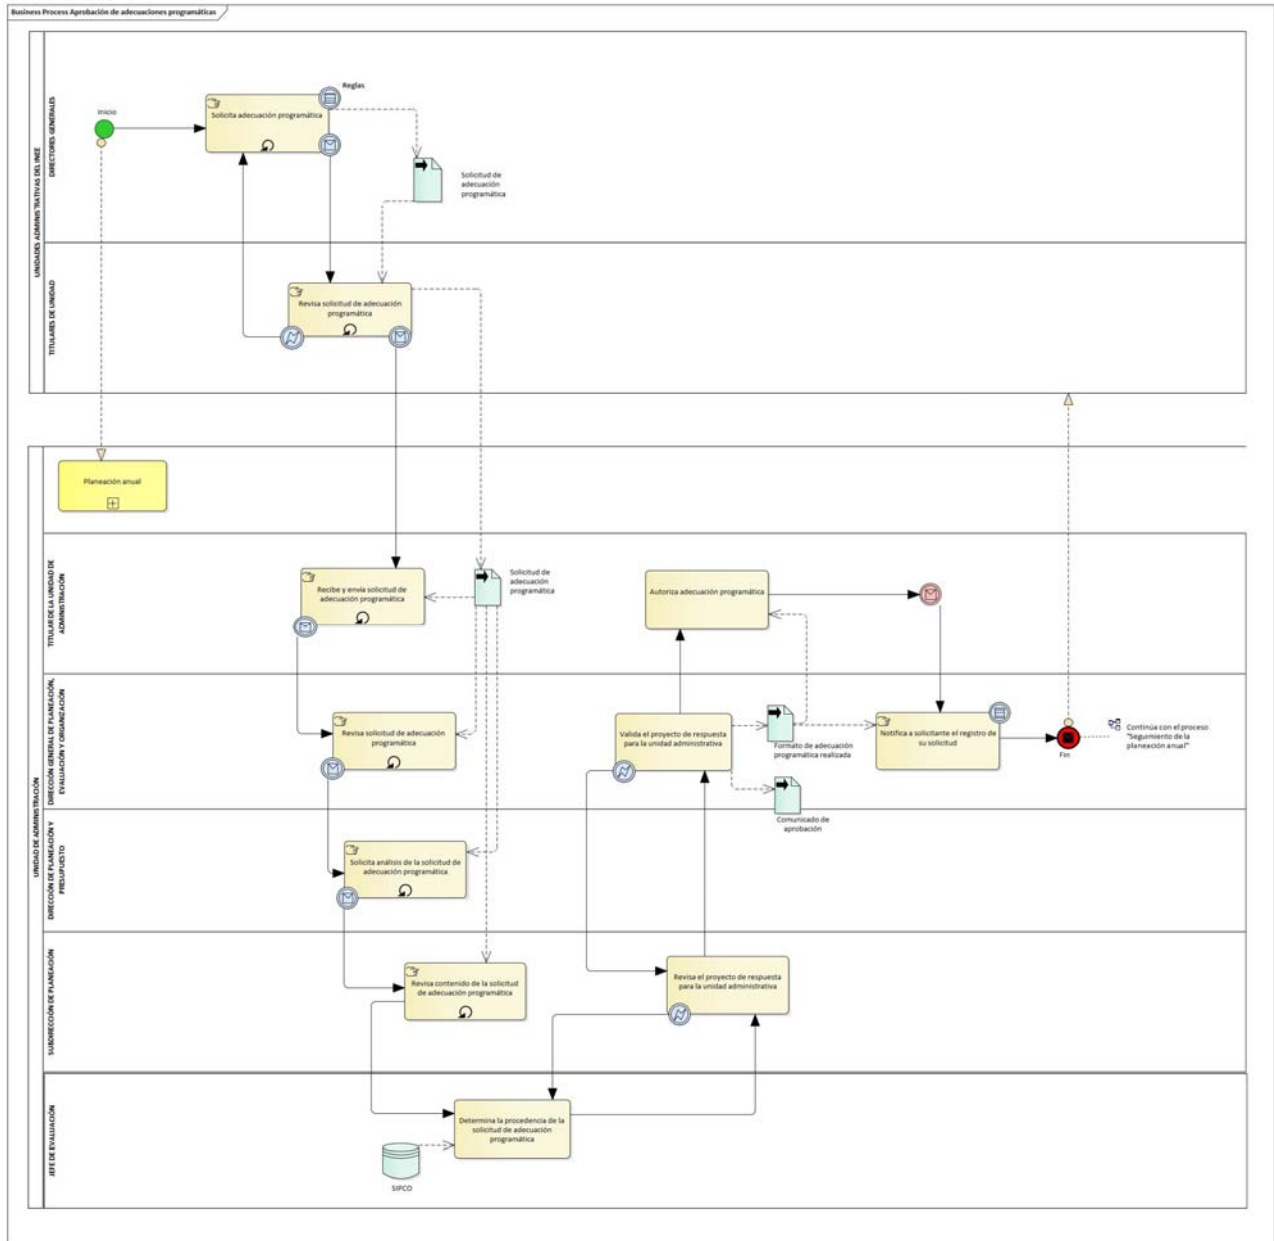 Business Process Aprobación de adecuaciones programáticas
UNIDADES ADMINISTRATIVAS DEL INEE
DIRECTORES GENERALES
Inicio
Solicita adecuación programática
Reglas
Solicitud de
adecuación
programática
TITULARES DE UNIDAD
Revisa solicitud de adecuación
programática
UNIDAD DE ADMINISTRACIÓN
Planeación anual
TITULAR DE LA UNIDAD DE
ADMINISTRACIÓN
Recibe y envía solicitud de
adecuación programática
Solicitud de
adecuación
programática
Autoriza adecuación programática
DIRECCIÓN GENERAL DE PLANEACIÓN,
EVALUACIÓN Y ORGANIZACIÓN
Revisa solicitud de adecuación
programática
Valida el proyecto de respuesta
para la unidad administrativa
Formato de adecuación
programática realizada
Notifica a solicitante el registro de
su solicitud
Fin
Continúa con el proceso
"Seguimiento de la
planeación anual"
Comunicado de
aprobación
DIRECCIÓN DE PLANEACIÓN Y
PRESUPUESTO
Solicita análisis de la solicitud de
adecuación programática
SUBDIRECCIÓN DE PLANEACIÓN
Revisa contenido de la solicitud
de adecuación programática
Revisa el proyecto de respuesta
para la unidad administrativa
JEFE DE EVALUACIÓN
Determina la procedencia de la
solicitud de adecuación
programática
SIPCO